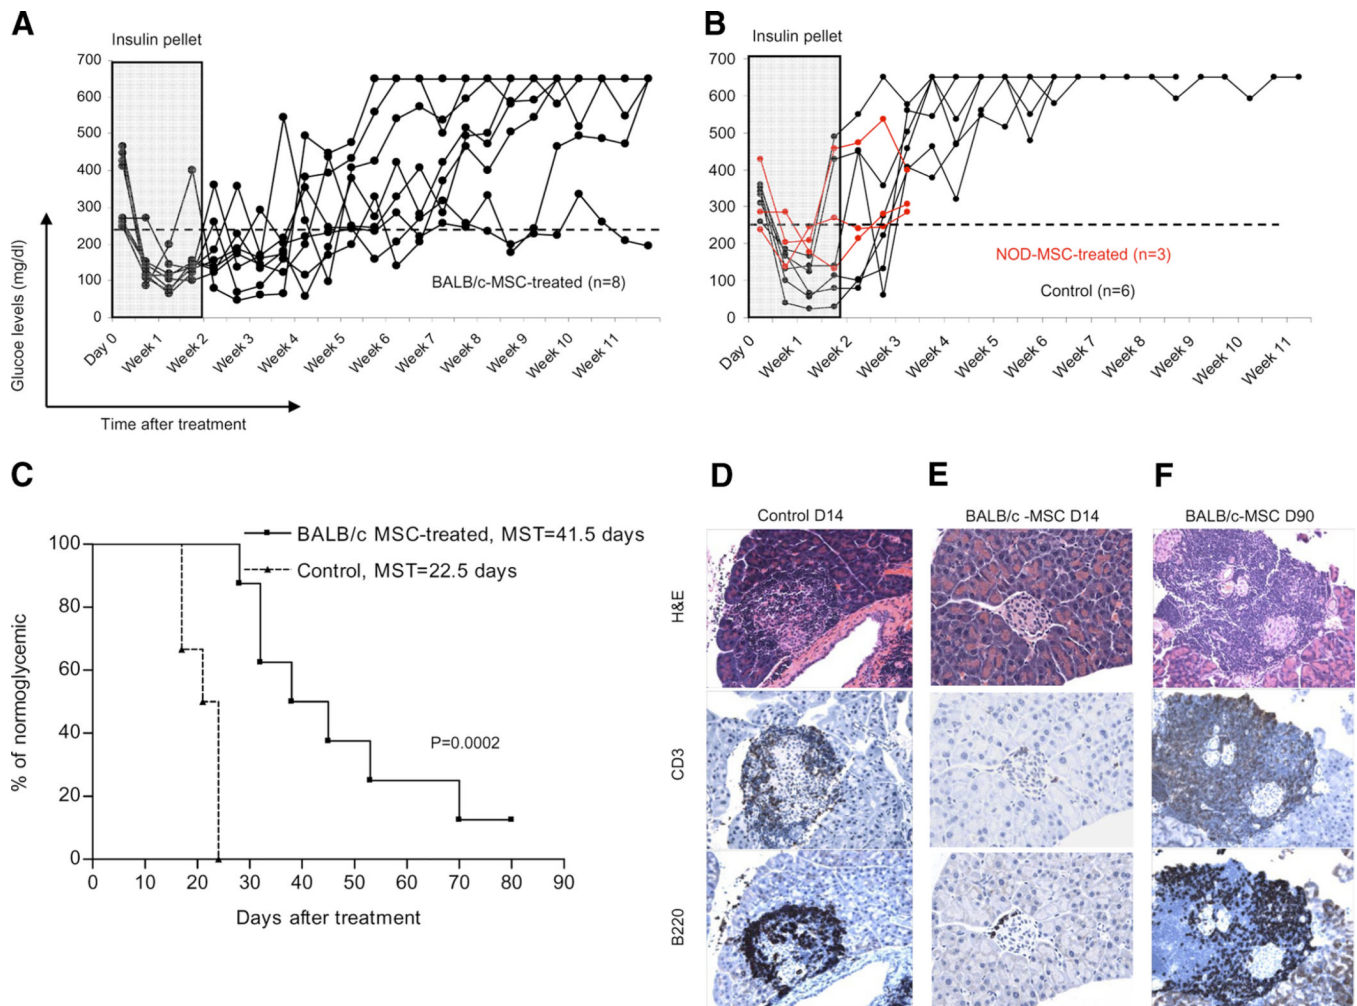 A
Insulin pellet
700
600
500
400
300
200
100
0
Glucoe levels (mg/dl)
BALB/c-MSC-treated (n=8)
Day 0
Week 1
Week 2
Week 3
Week 4
Week 5
Week 6
Week 7
Week 8
Week 9
Week 10
Week 11
Time after treatment
B
Insulin pellet
700
600
500
400
300
200
100
0
NOD-MSC-treated (n=3)
Control (n=6)
Day 0
Week 1
Week 2
Week 3
Week 4
Week 5
Week 6
Week 7
Week 8
Week 9
Week 10
Week 11
C
BALB/c MSC-treated, MST=41.5 days
Control, MST=22.5 days
% of normoglycemic
100
80
60
40
20
0
P=0.0002
0 10 20 30 40 50 60 70 80 90
Days after treatment
D
E
F
Control D14
BALB/c -MSC D14
BALB/c-MSC D90
H&E
CD3
B220